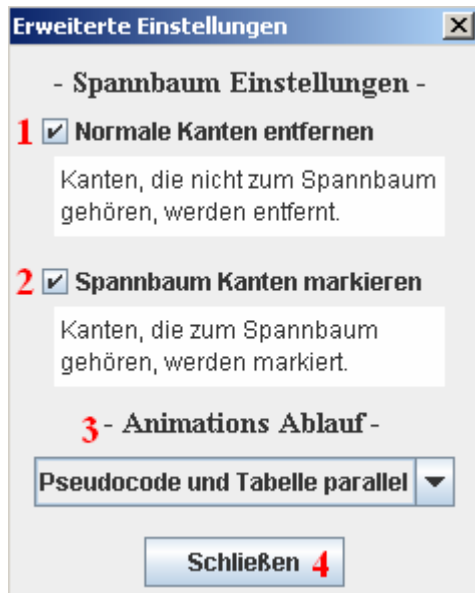 Erweiterte Einstellungen
- Spannbaum Einstellungen -
1 Normale Kanten entfernen
Kanten, die nicht zum Spannbaum
gehören, werden entfernt.
2 Spannbaum Kanten markieren
Kanten, die zum Spannbaum
gehören, werden markiert.
3 - Animations Ablauf -
Pseudocode und Tabelle parallel
Schließen 4